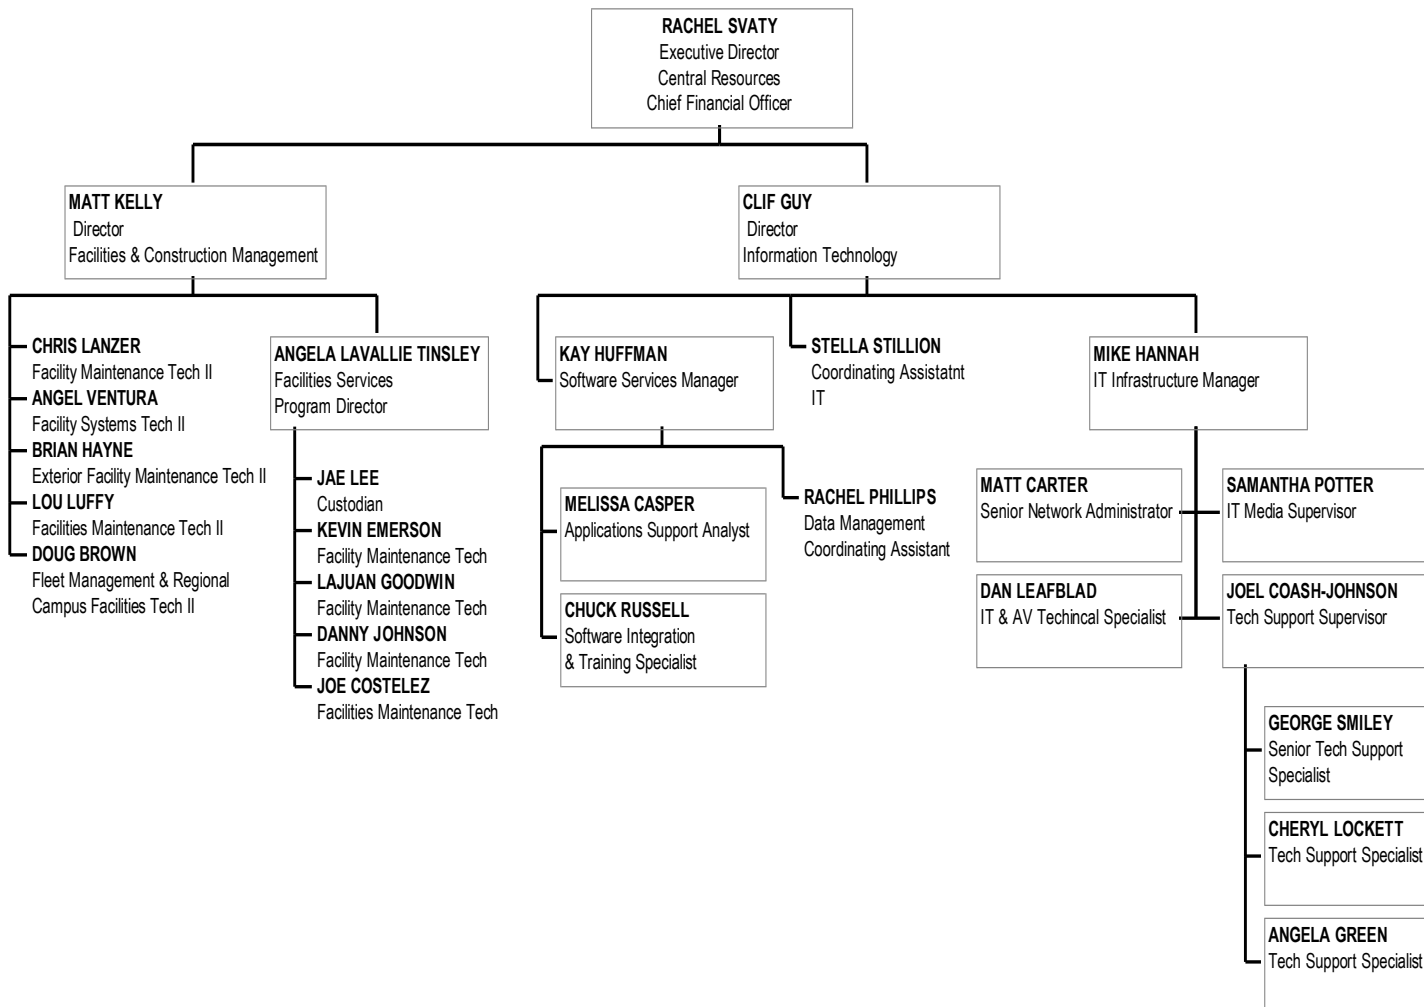 RACHEL SVATY
Executive Director
Central Resources
Chief Financial Officer
MATT KELLY
Director
Facilities & Construction Management
CLIF GUY
Director
Information Technology
CHRIS LANZER
Facility Maintenance Tech II
ANGEL VENTURA
Facility Systems Tech II
BRIAN HAYNE
Exterior Facility Maintenance Tech II
LOU LUFFY
Facilities Maintenance Tech II
DOUG BROWN
Fleet Management & Regional
Campus Facilities Tech II
ANGELA LAVALLIE TINSLEY
Facilities Services
Program Director
JAE LEE
Custodian
KEVIN EMERSON
Facility Maintenance Tech
LAJUAN GOODWIN
Facility Maintenance Tech
DANNY JOHNSON
Facility Maintenance Tech
JOE COSTELEZ
Facilities Maintenance Tech
KAY HUFFMAN
Software Services Manager
MELISSA CASPER
Applications Support Analyst
CHUCK RUSSELL
Software Integration
& Training Specialist
RACHEL PHILLIPS
Data Management
Coordinating Assistant
STELLA STILLION
Coordinating Assistatnt
IT
MIKE HANNAH
IT Infrastructure Manager
MATT CARTER
Senior Network Administrator
SAMANTHA POTTER
IT Media Supervisor
DAN LEAFBLAD
IT & AV Techincal Specialist
JOEL COASH-JOHNSON
Tech Support Supervisor
GEORGE SMILEY
Senior Tech Support
Specialist
CHERYL LOCKETT
Tech Support Specialist
ANGELA GREEN
Tech Support Specialist